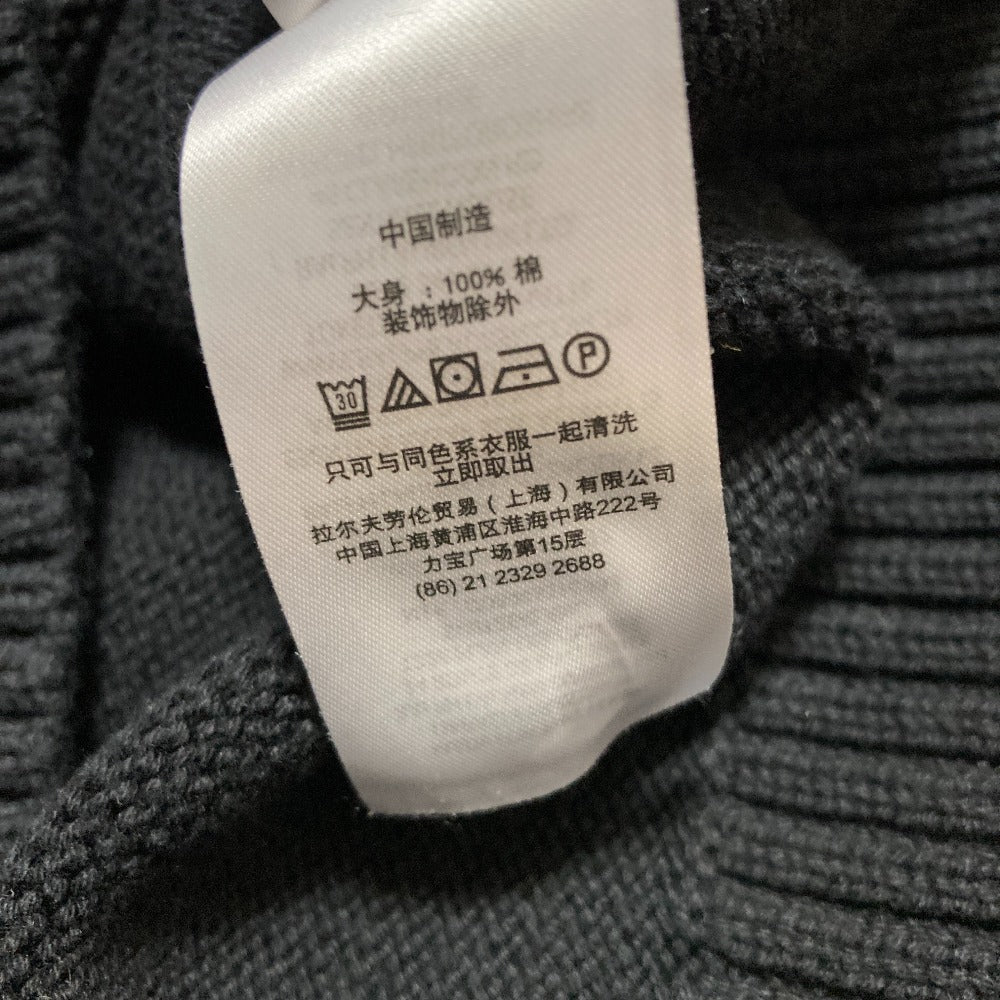 中国制造
大身 : 100% 棉
装饰物除外
30 P
只可与同色系衣服一起清洗
立即取出
拉尔夫劳伦贸易(上海)有限公司
中国上海黄浦区淮海中路222号
力宝广场第15层
(86) 21 2329 2688